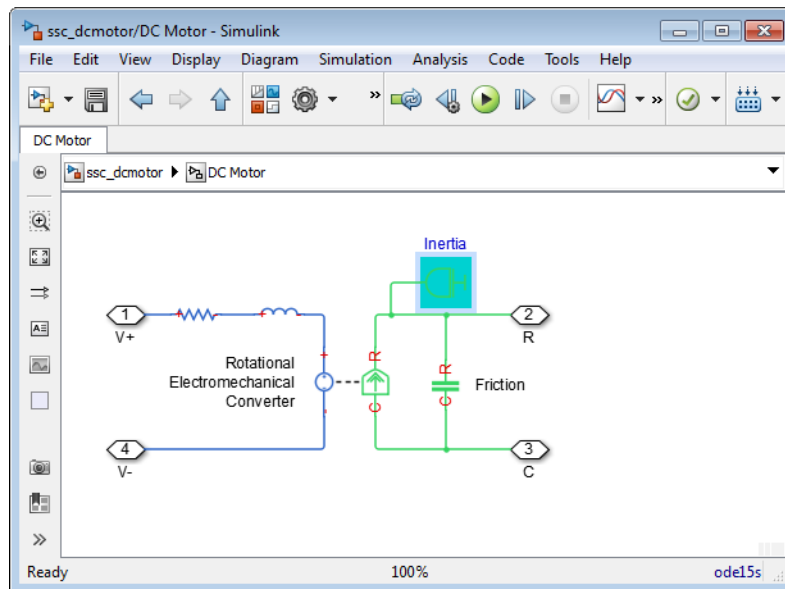 ssc_dcmotor/DC Motor - Simulink
File Edit View Display Diagram Simulation Analysis Code Tools Help
»
»
DC Motor
ssc_dcmotor DC Motor
Inertia
1
V+
2
R
Rotational
Electromechanical
Converter
+
-
R
C
R
C
Friction
4
V-
3
C
»
Ready 100% ode15s